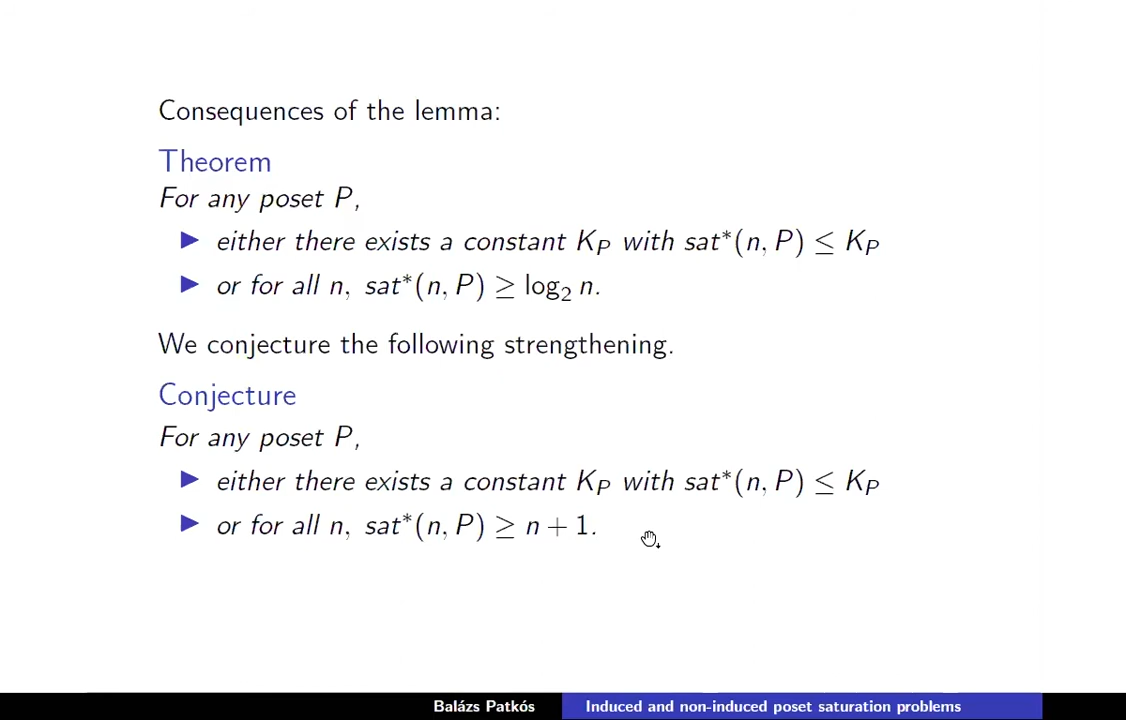 Consequences of the lemma:
Theorem
For any poset P,
▶ either there exists a constant K_P with sat*(n, P) ≤ K_P
▶ or for all n, sat*(n, P) ≥ log₂ n.
We conjecture the following strengthening.
Conjecture
For any poset P,
▶ either there exists a constant K_P with sat*(n, P) ≤ K_P
▶ or for all n, sat*(n, P) ≥ n + 1.
Balázs Patkós Induced and non-induced poset saturation problems